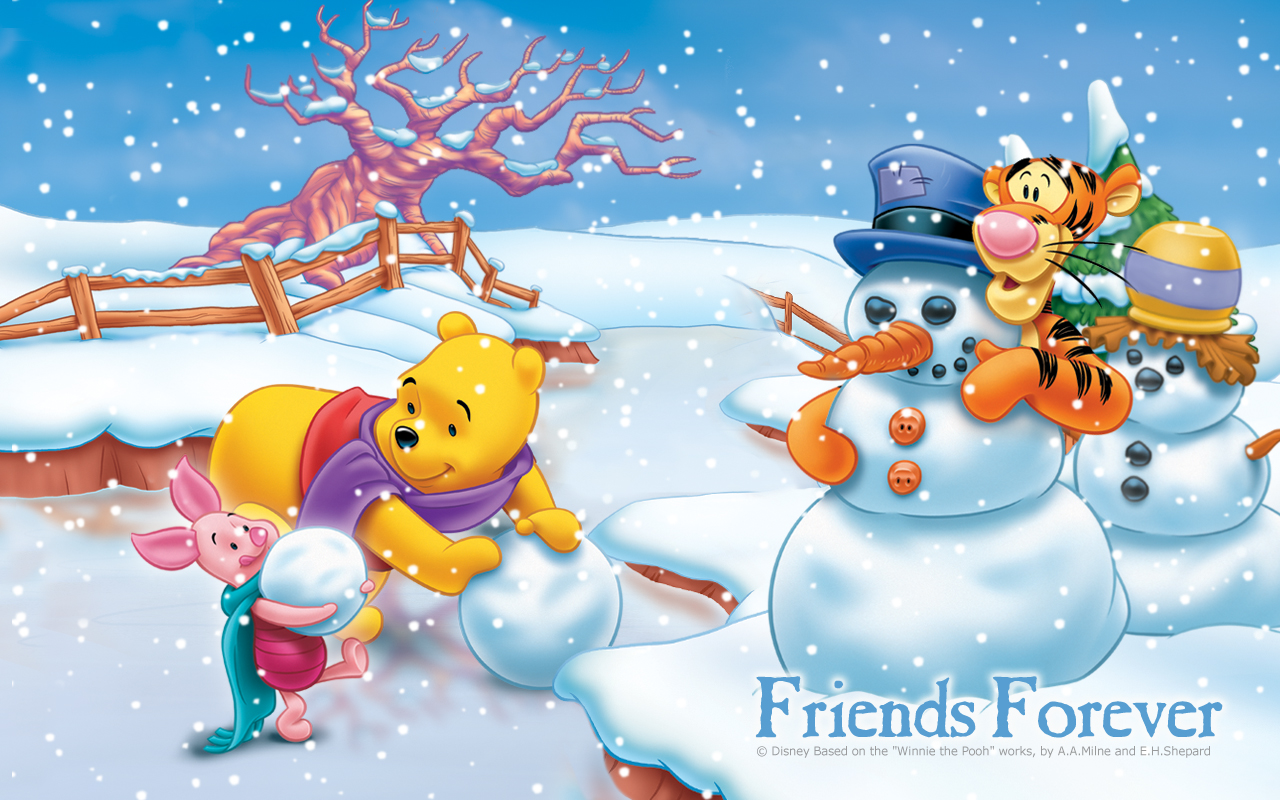 Friends Forever
© Disney Based on the "Winnie the Pooh" works, by A.A.Milne and E.H.Shepard